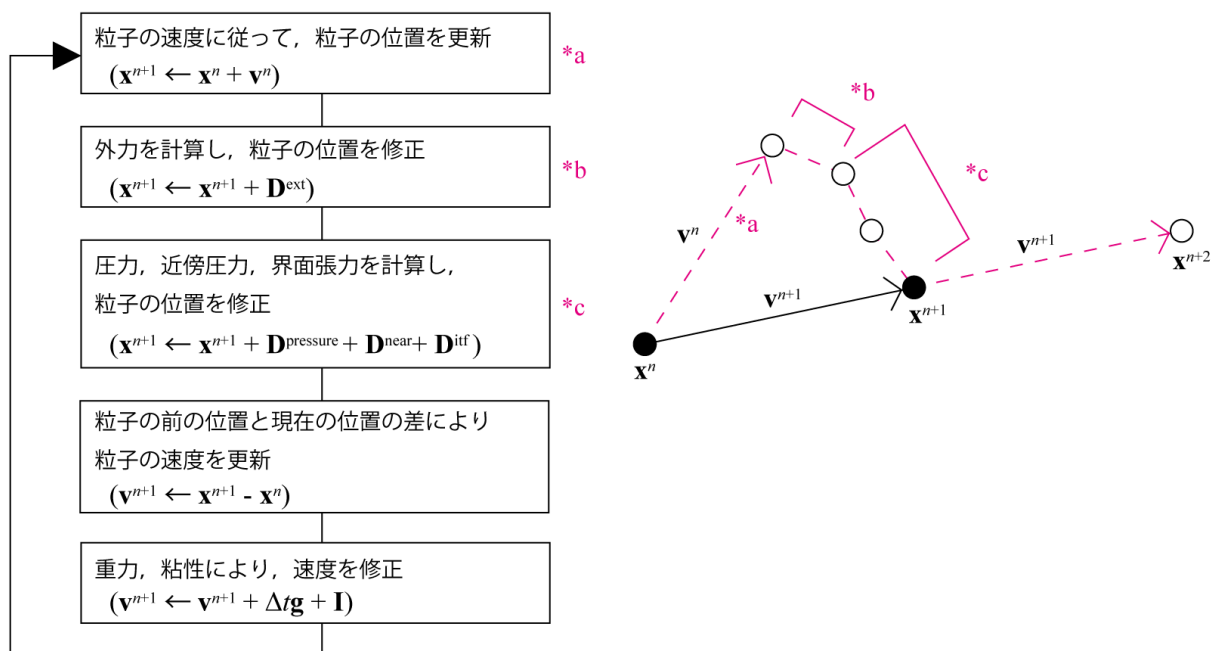 粒子の速度に従って，粒子の位置を更新
(xⁿ⁺¹ ← xⁿ + vⁿ)
*a
外力を計算し，粒子の位置を修正
(xⁿ⁺¹ ← xⁿ⁺¹ + Dᵉˣᵗ)
*b
圧力，近傍圧力，界面張力を計算し，
粒子の位置を修正
(xⁿ⁺¹ ← xⁿ⁺¹ + Dᵖʳᵉˢˢᵘʳᵉ + Dⁿᵉᵃʳ + Dⁱᵗᶠ )
*c
粒子の前の位置と現在の位置の差により
粒子の速度を更新
(vⁿ⁺¹ ← xⁿ⁺¹ - xⁿ)
重力，粘性により，速度を修正
(vⁿ⁺¹ ← vⁿ⁺¹ + Δtg + I)
*b
*c
vⁿ
*a
vⁿ⁺¹
xⁿ⁺²
vⁿ⁺¹
xⁿ⁺¹
xⁿ